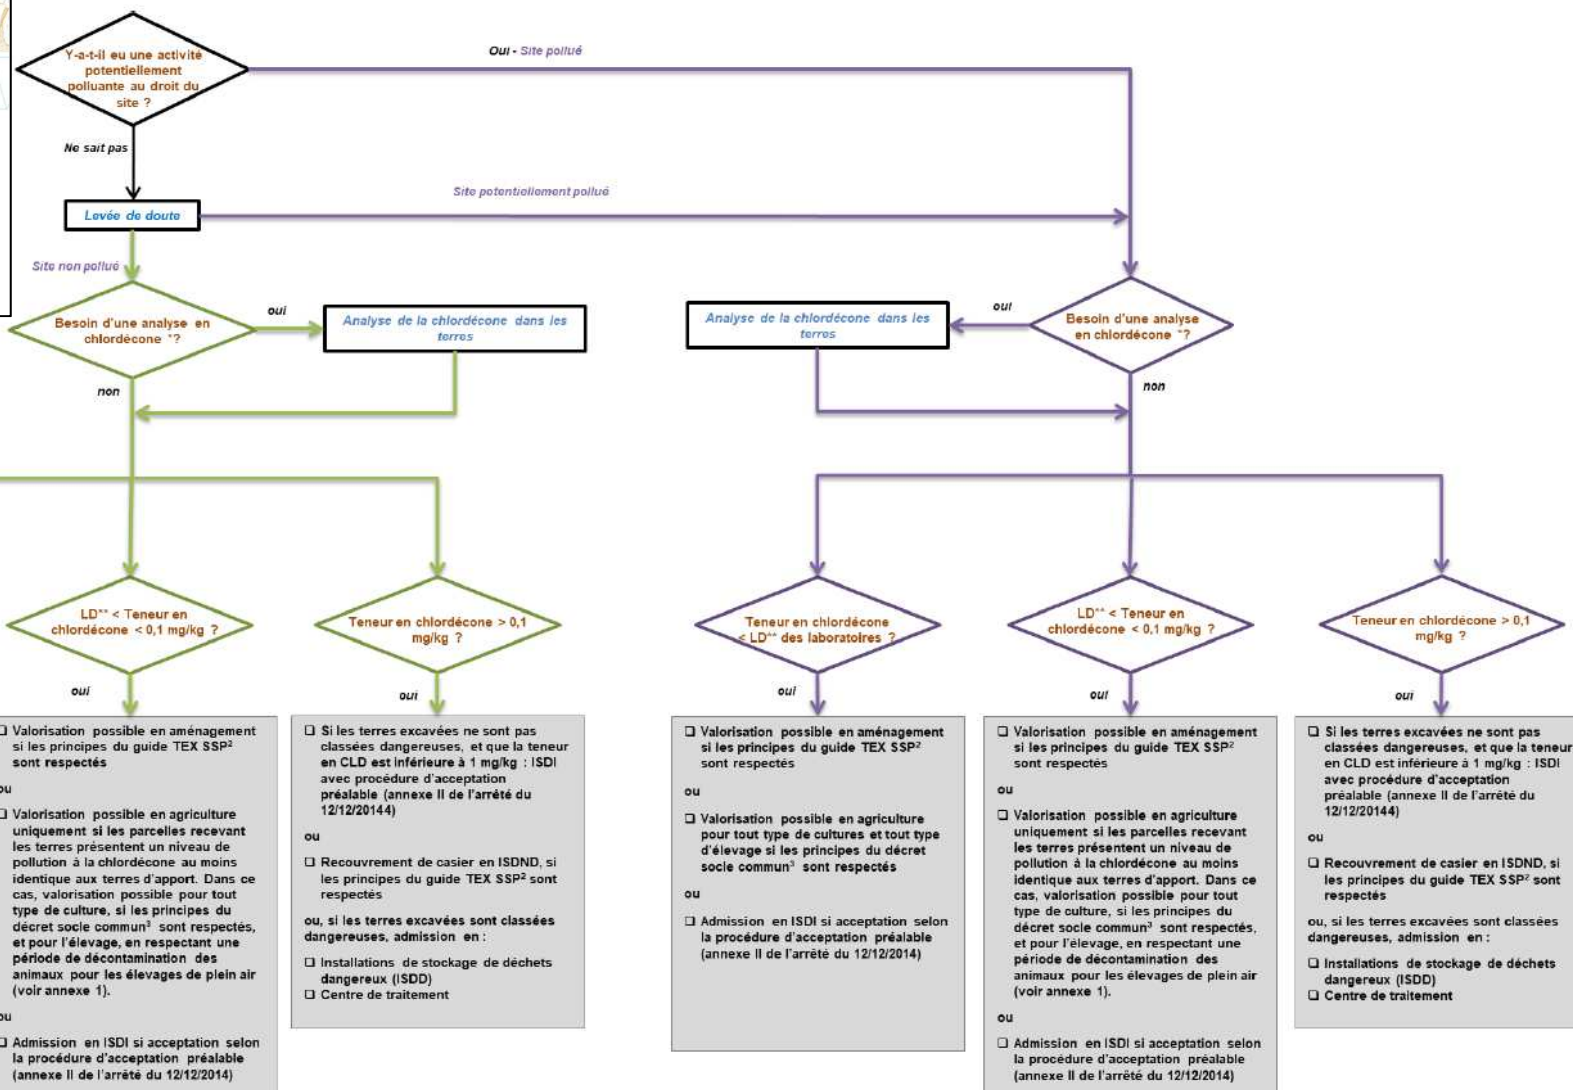 Y-a-t-il eu une activité
potentiellement
polluante au droit du
site ?
Oui - Site pollué
Ne sait pas
Levée de doute
Site potentiellement pollué
Site non pollué
Besoin d'une analyse en
chlordécone *?
oui
Analyse de la chlordécone dans les
terres
non
Analyse de la chlordécone dans les
terres
oui
Besoin d'une analyse
en chlordécone *?
non
LD** < Teneur en
chlordécone < 0,1 mg/kg ?
oui
Teneur en chlordécone > 0,1
mg/kg ?
oui
Teneur en chlordécone
< LD** des laboratoires ?
oui
LD** < Teneur en
chlordécone < 0,1 mg/kg ?
oui
Teneur en chlordécone > 0,1
mg/kg ?
oui
❑ Valorisation possible en aménagement
si les principes du guide TEX SSP²
sont respectés
ou
❑ Valorisation possible en agriculture
uniquement si les parcelles recevant
les terres présentent un niveau de
pollution à la chlordécone au moins
identique aux terres d'apport. Dans ce
cas, valorisation possible pour tout
type de culture, si les principes du
décret socle commun³ sont respectés,
et pour l'élevage, en respectant une
période de décontamination des
animaux pour les élevages de plein air
(voir annexe 1).
ou
❑ Admission en ISDI si acceptation selon
la procédure d'acceptation préalable
(annexe II de l'arrêté du 12/12/2014)
❑ Si les terres excavées ne sont pas
classées dangereuses, et que la teneur
en CLD est inférieure à 1 mg/kg : ISDI
avec procédure d'acceptation
préalable (annexe II de l'arrêté du
12/12/20144)
ou
❑ Recouvrement de casier en ISDND, si
les principes du guide TEX SSP² sont
respectés
ou, si les terres excavées sont classées
dangereuses, admission en :
❑ Installations de stockage de déchets
dangereux (ISDD)
❑ Centre de traitement
❑ Valorisation possible en aménagement
si les principes du guide TEX SSP²
sont respectés
ou
❑ Valorisation possible en agriculture
pour tout type de cultures et tout type
d'élevage si les principes du décret
socle commun³ sont respectés
ou
❑ Admission en ISDI si acceptation selon
la procédure d'acceptation préalable
(annexe II de l'arrêté du 12/12/2014)
❑ Valorisation possible en aménagement
si les principes du guide TEX SSP²
sont respectés
ou
❑ Valorisation possible en agriculture
uniquement si les parcelles recevant
les terres présentent un niveau de
pollution à la chlordécone au moins
identique aux terres d'apport. Dans ce
cas, valorisation possible pour tout
type de culture, si les principes du
décret socle commun³ sont respectés,
et pour l'élevage, en respectant une
période de décontamination des
animaux pour les élevages de plein air
(voir annexe 1).
ou
❑ Admission en ISDI si acceptation selon
la procédure d'acceptation préalable
(annexe II de l'arrêté du 12/12/2014)
❑ Si les terres excavées ne sont pas
classées dangereuses, et que la teneur
en CLD est inférieure à 1 mg/kg : ISDI
avec procédure d'acceptation
préalable (annexe II de l'arrêté du
12/12/20144)
ou
❑ Recouvrement de casier en ISDND, si
les principes du guide TEX SSP² sont
respectés
ou, si les terres excavées sont classées
dangereuses, admission en :
❑ Installations de stockage de déchets
dangereux (ISDD)
❑ Centre de traitement